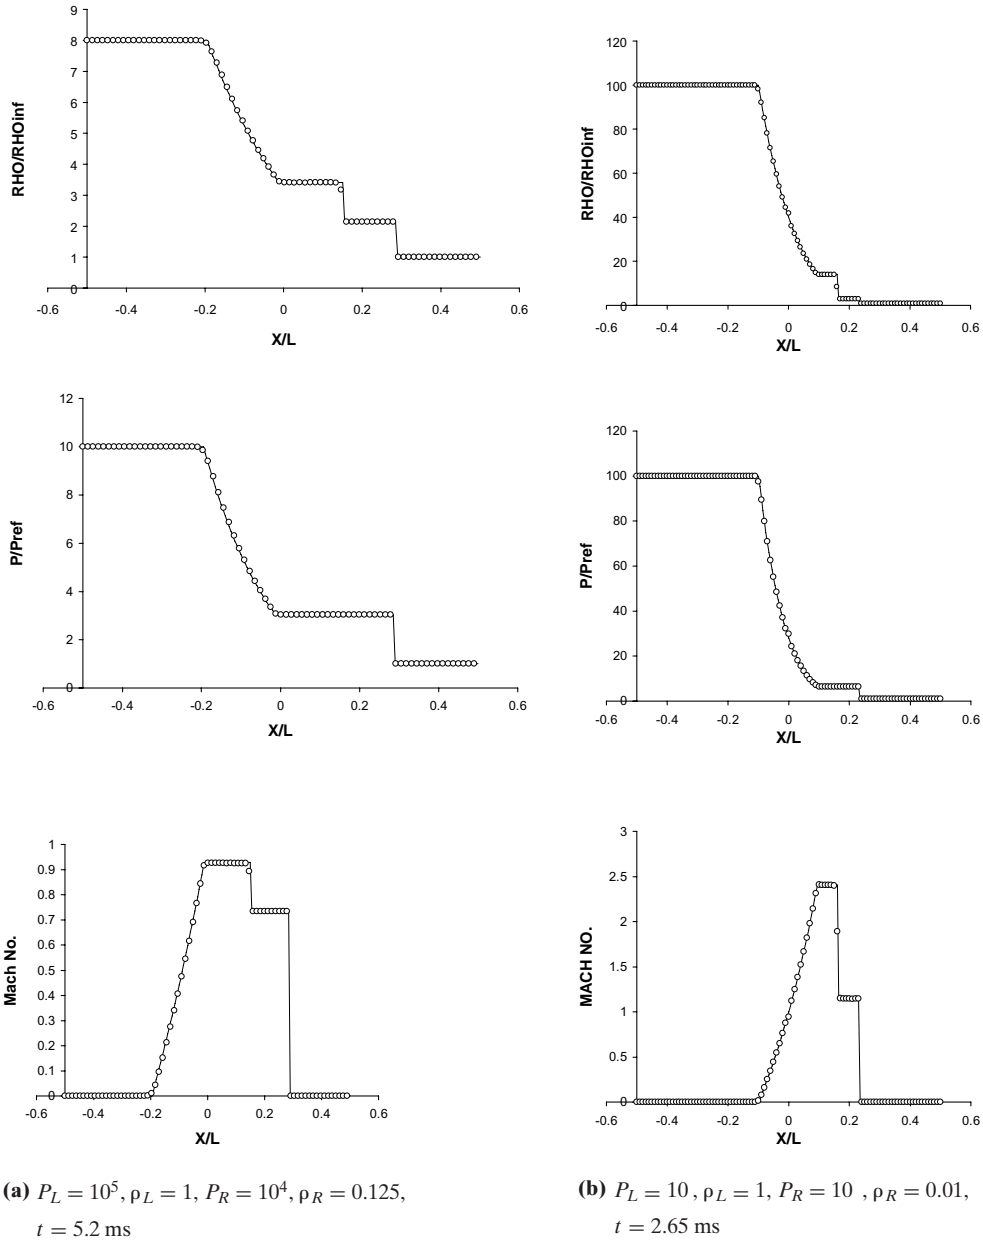 9
8
7
6
5
4
3
2
1
0
RHO/RHOinf
-0.6 -0.4 -0.2 0 0.2 0.4 0.6
X/L
120
100
80
60
40
20
0
RHO/RHOinf
-0.6 -0.4 -0.2 0 0.2 0.4 0.6
X/L
12
10
8
6
4
2
0
P/Pref
-0.6 -0.4 -0.2 0 0.2 0.4 0.6
X/L
120
100
80
60
40
20
0
P/Pref
-0.6 -0.4 -0.2 0 0.2 0.4 0.6
X/L
1
0.9
0.8
0.7
0.6
0.5
0.4
0.3
0.2
0.1
0
Mach No.
-0.6 -0.4 -0.2 0 0.2 0.4 0.6
X/L
3
2.5
2
1.5
1
0.5
0
MACH NO.
-0.6 -0.4 -0.2 0 0.2 0.4 0.6
X/L
(a) P_L = 10⁵, ρ_L = 1, P_R = 10⁴, ρ_R = 0.125,
t = 5.2 ms
(b) P_L = 10 , ρ_L = 1, P_R = 10 , ρ_R = 0.01,
t = 2.65 ms